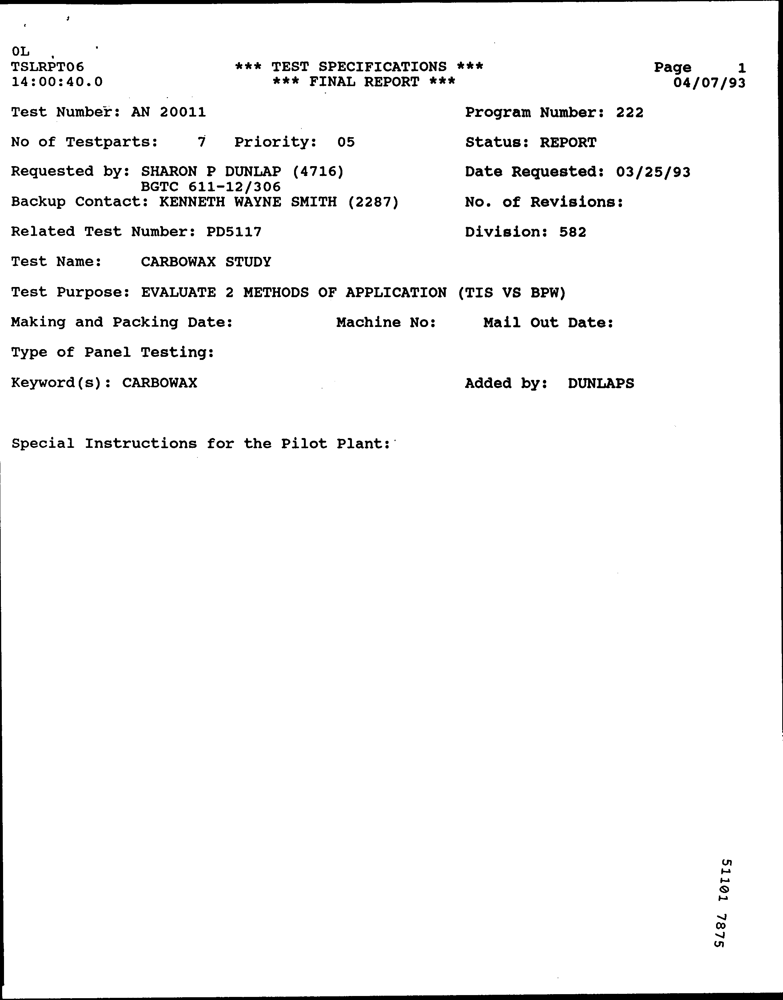 OL
TSLRPT06 *** TEST SPECIFICATIONS *** Page 1
14:00:40.0 *** FINAL REPORT *** 04/07/93
Test Number: AN 20011 Program Number: 222
No of Testparts: 7 Priority: 05 Status: REPORT
Requested by: SHARON P DUNLAP (4716) Date Requested: 03/25/93
BGTC 611-12/306
Backup Contact: KENNETH WAYNE SMITH (2287) No. of Revisions:
Related Test Number: PD5117 Division: 582
Test Name: CARBOWAX STUDY
Test Purpose: EVALUATE 2 METHODS OF APPLICATION (TIS VS BPW)
Making and Packing Date: Machine No: Mail Out Date:
Type of Panel Testing:
Keyword(s): CARBOWAX Added by: DUNLAPS
Special Instructions for the Pilot Plant:
51101 7875